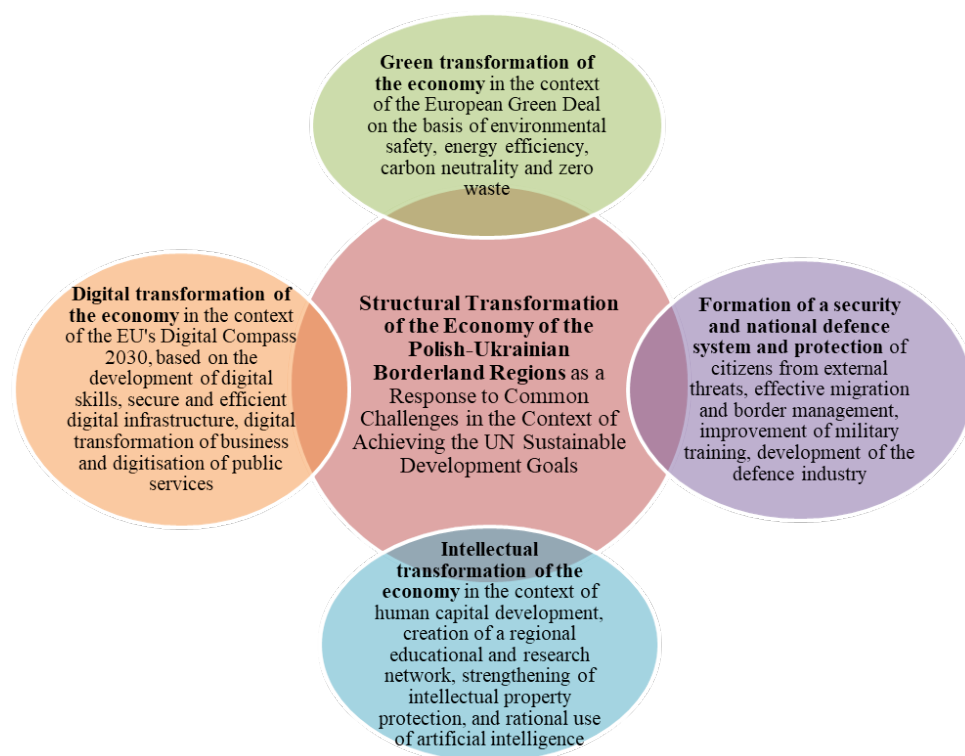 Green transformation of
the economy in the context
of the European Green Deal
on the basis of environmental
safety, energy efficiency,
carbon neutrality and zero
waste
Digital transformation of
the economy in the context
of the EU's Digital Compass
2030, based on the
development of digital
skills, secure and efficient
digital infrastructure, digital
transformation of business
and digitisation of public
services
Structural Transformation
of the Economy of the
Polish-Ukrainian
Borderland Regions as a
Response to Common
Challenges in the Context of
Achieving the UN Sustainable
Development Goals
Formation of a security
and national defence
system and protection of
citizens from external
threats, effective migration
and border management,
improvement of military
training, development of the
defence industry
Intellectual
transformation of the
economy in the context of
human capital development,
creation of a regional
educational and research
network, strengthening of
intellectual property
protection, and rational use
of artificial intelligence